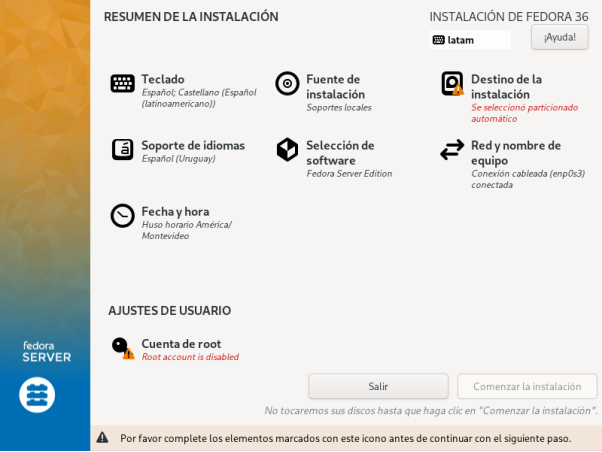 RESUMEN DE LA INSTALACIÓN
INSTALACIÓN DE FEDORA 36
latam
¡Ayuda!
Teclado
Español; Castellano (Español
(latinoamericano))
Fuente de
instalación
Soportes locales
Destino de la
instalación
Se seleccionó particionado
automático
Soporte de idiomas
Español (Uruguay)
Selección de
software
Fedora Server Edition
Red y nombre de
equipo
Conexión cableada (enp0s3)
conectada
Fecha y hora
Huso horario América/
Montevideo
AJUSTES DE USUARIO
Cuenta de root
Root account is disabled
fedora
SERVER
Salir
Comenzar la instalación
No tocaremos sus discos hasta que haga clic en "Comenzar la instalación".
Por favor complete los elementos marcados con este icono antes de continuar con el siguiente paso.